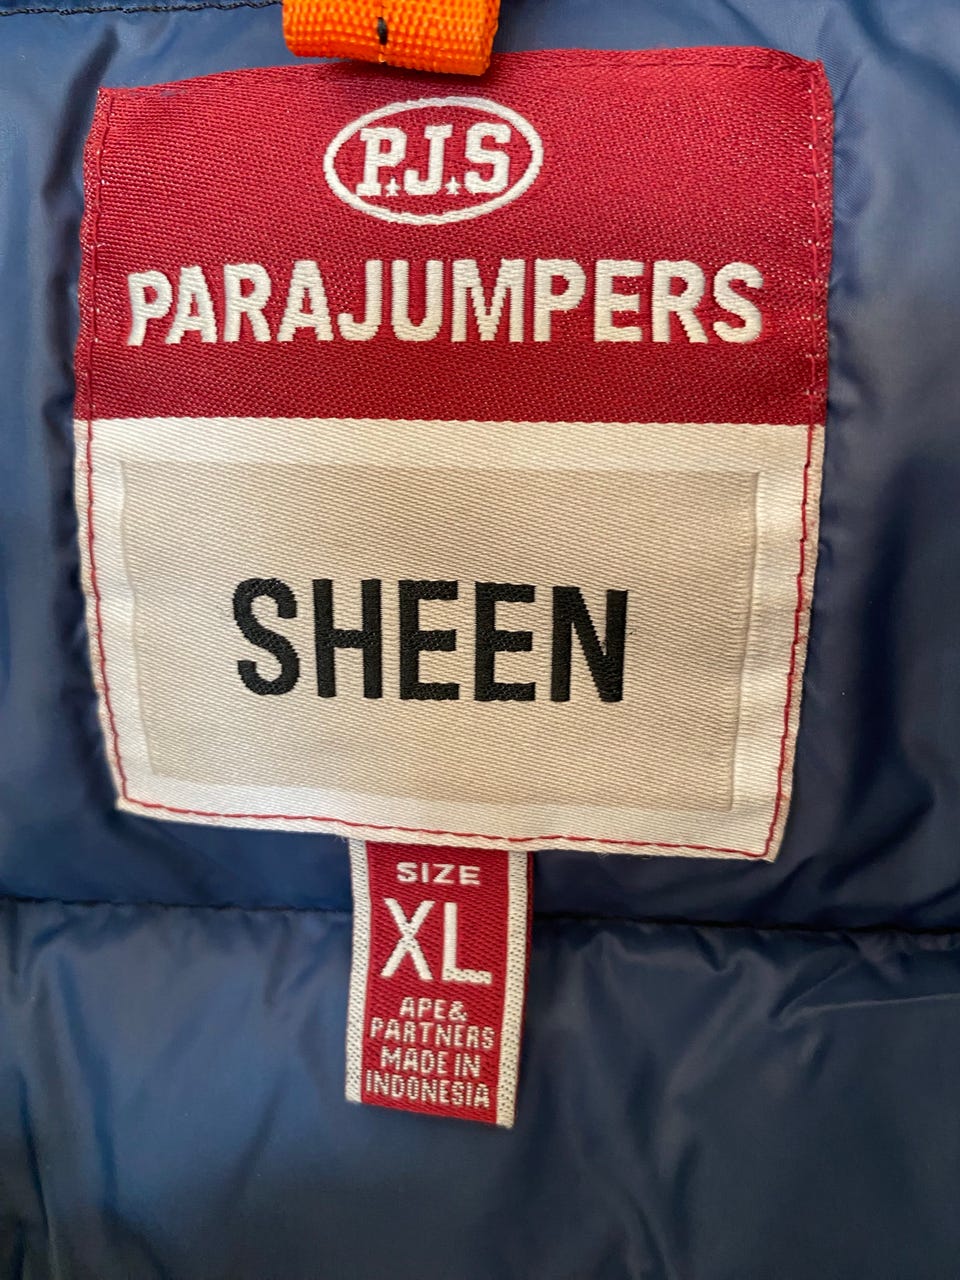 P.J.S
PARAJUMPERS
SHEEN
SIZE
XL
APE&
PARTNERS
MADE IN
INDONESIA